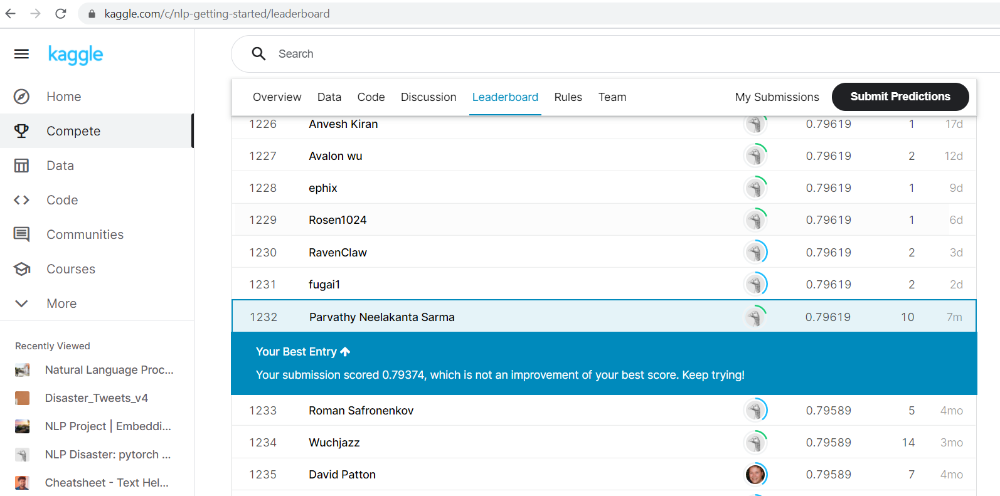 kaggle.com/c/nlp-getting-started/leaderboard
kaggle
Search
Home
Compete
Data
Code
Communities
Courses
More
Recently Viewed
Natural Language Proc...
Disaster_Tweets_v4
NLP Project | Embeddi...
NLP Disaster: pytorch ...
Cheatsheet - Text Hel...
Overview Data Code Discussion Leaderboard Rules Team My Submissions Submit Predictions
1226 Anvesh Kiran 0.79619 1 17d
1227 Avalon wu 0.79619 2 12d
1228 ephix 0.79619 1 9d
1229 Rosen1024 0.79619 1 6d
1230 RavenClaw 0.79619 2 3d
1231 fugai1 0.79619 2 2d
1232 Parvathy Neelakanta Sarma 0.79619 10 7m
Your Best Entry
Your submission scored 0.79374, which is not an improvement of your best score. Keep trying!
1233 Roman Safronenkov 0.79589 5 4mo
1234 Wuchjazz 0.79589 14 3mo
1235 David Patton 0.79589 7 4mo